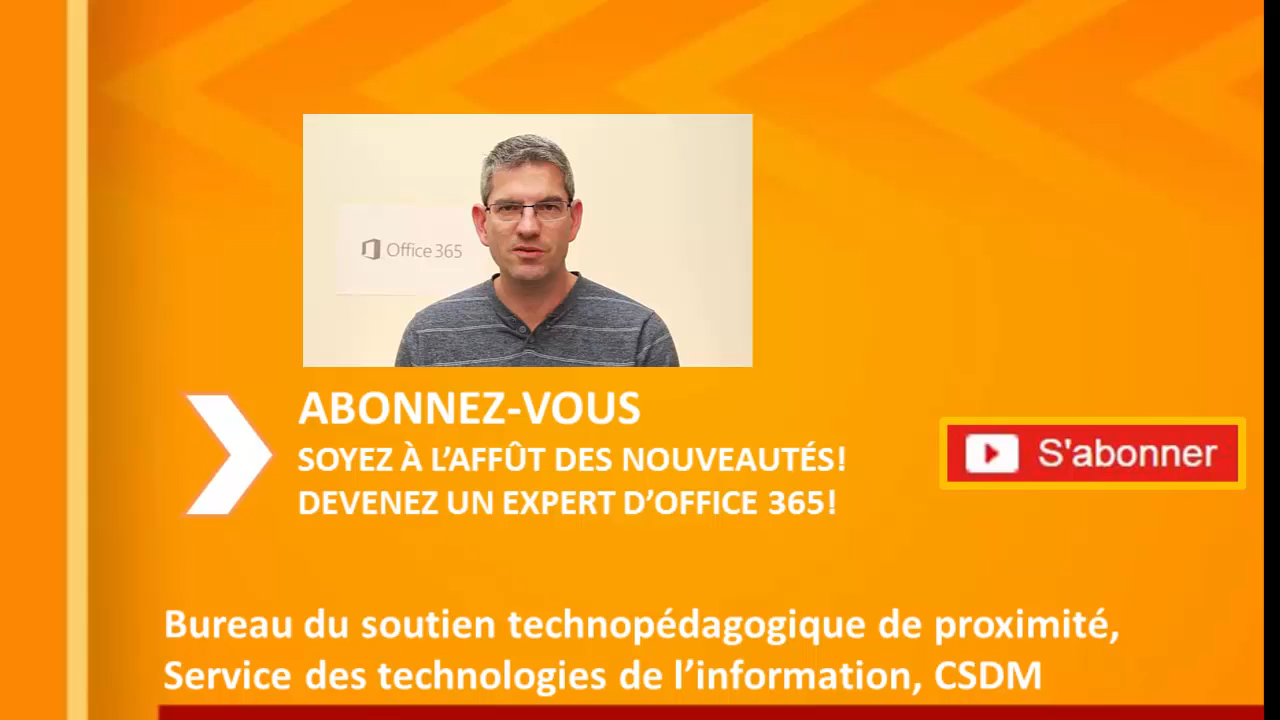 Office 365
ABONNEZ-VOUS
SOYEZ À L’AFFÛT DES NOUVEAUTÉS!
DEVENEZ UN EXPERT D’OFFICE 365!
S'abonner
Bureau du soutien technopédagogique de proximité,
Service des technologies de l’information, CSDM